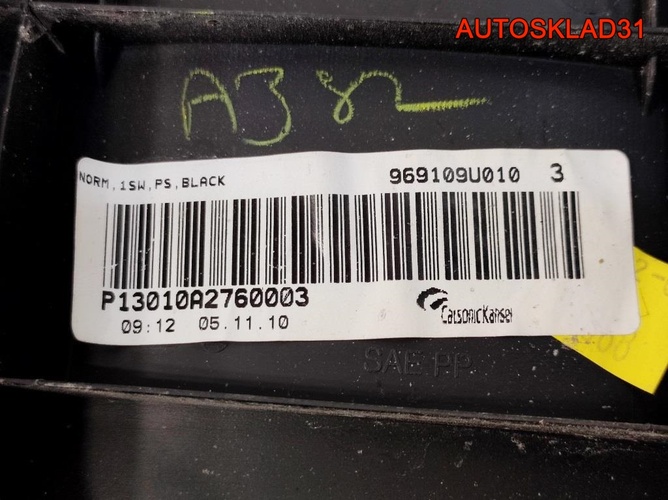 AUTOSKLAD31
A3
NORM,1SW,PS,BLACK 969109U010 3
P13010A2760003
09:12 05.11.10
CalsonicKansei
SAE PP